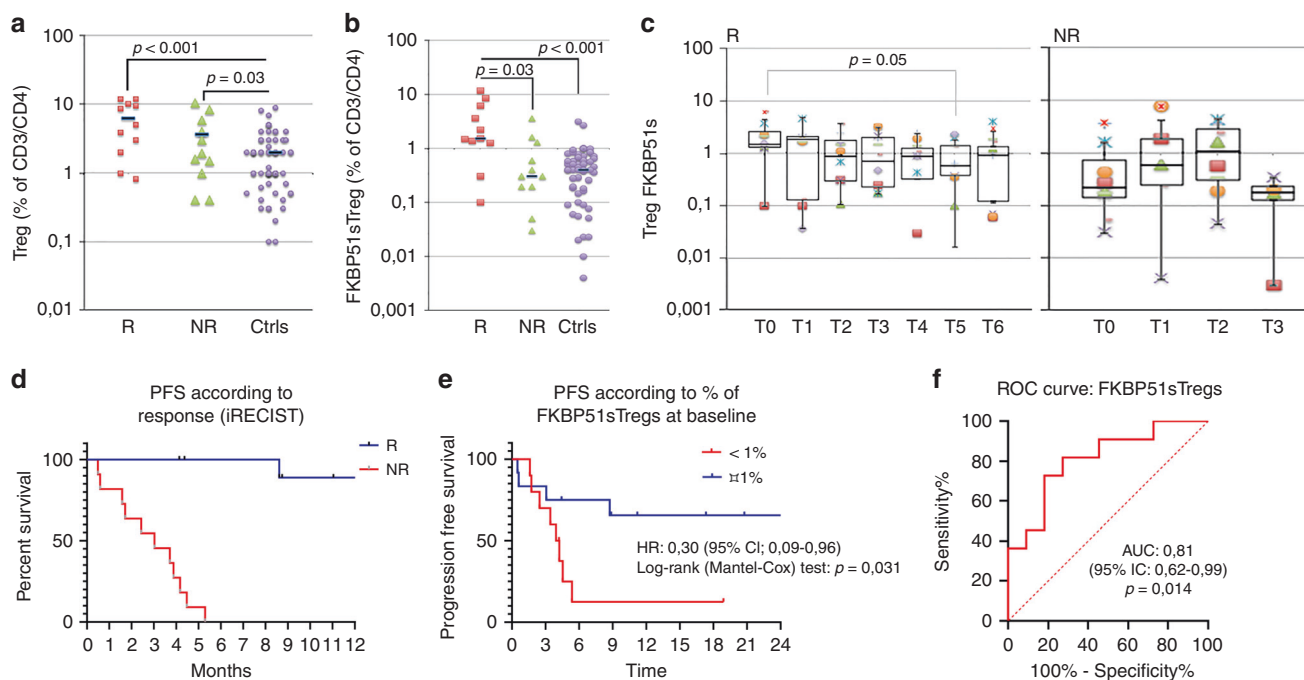 a
p < 0.001
p = 0.03
Treg (% of CD3/CD4)
100
10
1
0,1
0,01
R NR Ctrls
b
p < 0.001
p = 0.03
FKBP51sTreg (% of CD3/CD4)
100
10
1
0,1
0,01
0,001
R NR Ctrls
c
R
NR
p = 0.05
Treg FKBP51s
100
10
1
0,1
0,01
0,001
T0 T1 T2 T3 T4 T5 T6
T0 T1 T2 T3
d
PFS according to
response (iRECIST)
R
NR
Percent survival
100
50
0
0 1 2 3 4 5 6 7 8 9 10 11 12
Months
e
PFS according to % of
FKBP51sTregs at baseline
< 1%
¤1%
Progression free survival
100
50
0
HR: 0,30 (95% CI; 0,09-0,96)
Log-rank (Mantel-Cox) test: p = 0,031
0 3 6 9 12 15 18 21 24
Time
f
ROC curve: FKBP51sTregs
Sensitivity%
100
80
60
40
20
0
AUC: 0,81
(95% IC: 0,62-0,99)
p = 0,014
0 20 40 60 80 100
100% - Specificity%